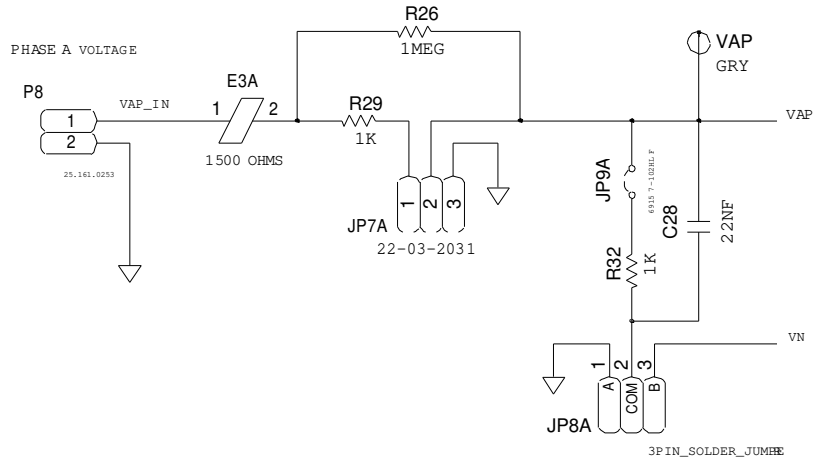 R26
1MEG
PHASE A VOLTAGE
VAP
GRY
P8
E3A
VAP_IN
1
2
R29
VAP
1
2
1K
1500 OHMS
25.161.0253
JP9A
6915 7-102HLF
C28
22NF
1
2
3
JP7A
22-03-2031
R32
1K
VN
1
2
3
A
COM
B
JP8A
3PIN_SOLDER_JUMPE